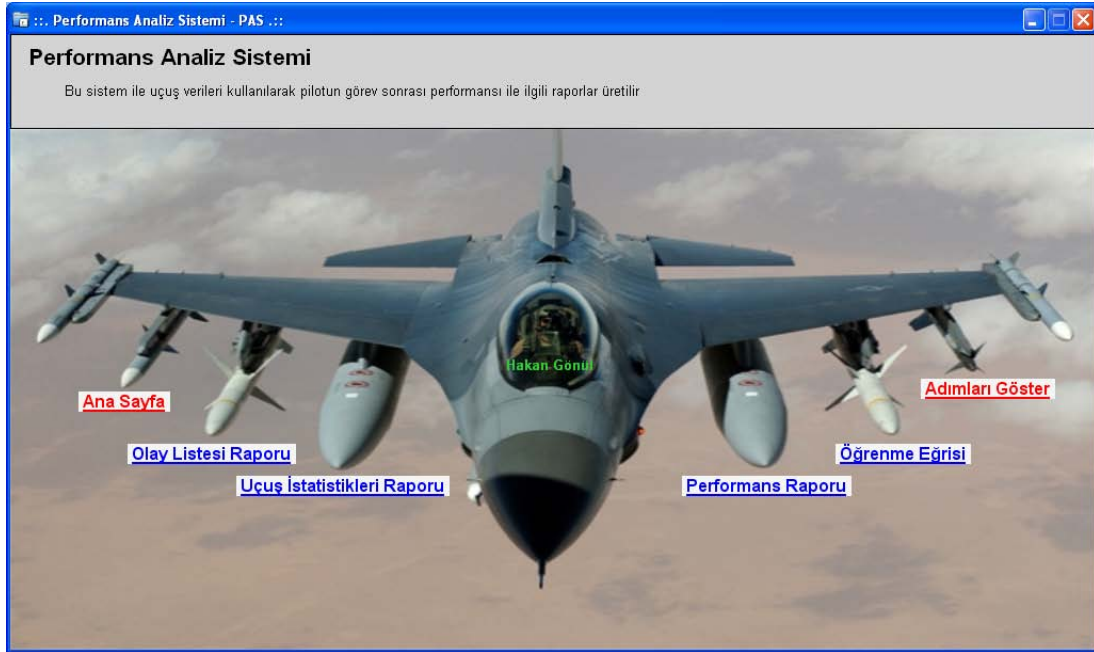 ::. Performans Analiz Sistemi - PAS .::
Performans Analiz Sistemi
Bu sistem ile uçuş verileri kullanılarak pilotun görev sonrası performansı ile ilgili raporlar üretilir
Hakan Gönül
Ana Sayfa
Adımları Göster
Olay Listesi Raporu
Öğrenme Eğrisi
Uçuş İstatistikleri Raporu
Performans Raporu